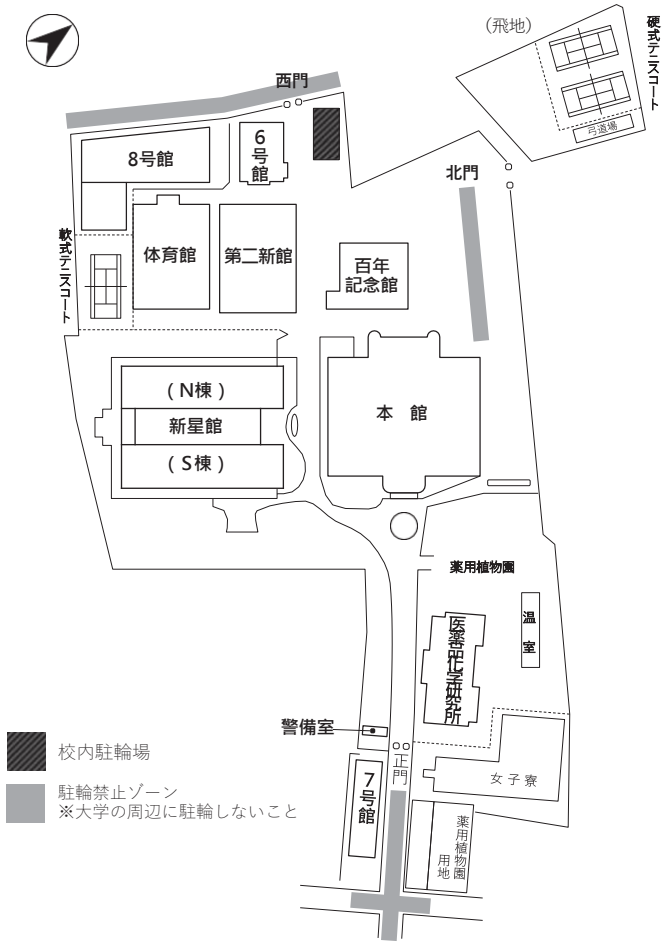 (飛地)
硬式テニスコート
西門
弓道場
8号館
6号館
北門
軟式テニスコート
体育館
第二新館
百年
記念館
(N棟)
新星館
(S棟)
本 館
薬用植物園
温室
医薬品化学研究所
警備室
正門
校内駐輪場
7号館
女子寮
駐輪禁止ゾーン
※大学の周辺に駐輪しないこと
薬用植物園
用地